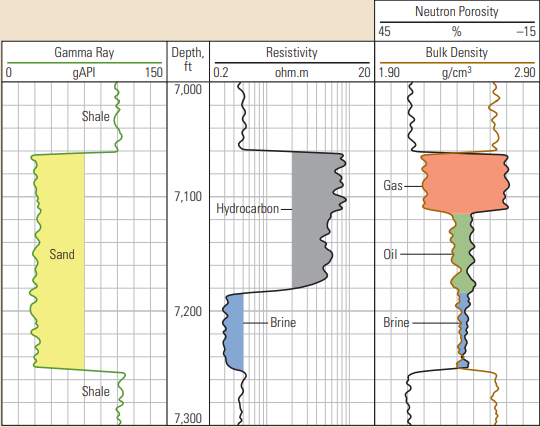 Neutron Porosity
45 % –15
Gamma Ray Depth, ft Resistivity Bulk Density
0 gAPI 150 0.2 ohm.m 20 1.90 g/cm³ 2.90
7,000
Shale
7,100
Gas
Hydrocarbon
Sand
Oil
7,200
Brine
Brine
Shale
7,300